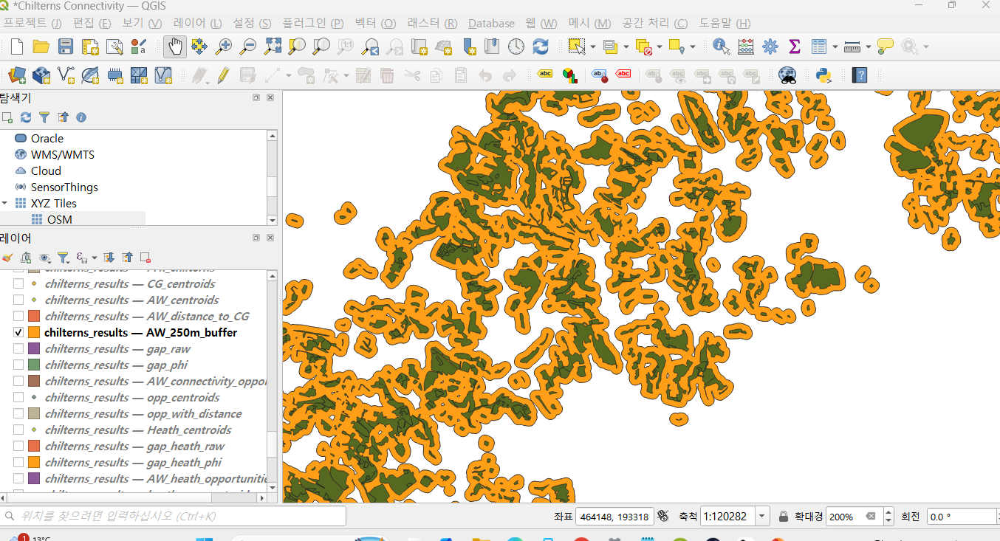 *Chilterns Connectivity — QGIS
프로젝트 (J) 편집 (E) 보기 (V) 레이어 (L) 설정 (S) 플러그인 (P) 벡터 (O) 래스터 (R) Database 웹 (W) 메시 (M) 공간 처리 (C) 도움말 (H)
abc abc abc
탐색기
Oracle
WMS/WMTS
Cloud
SensorThings
XYZ Tiles
OSM
레이어
chilterns_results — CG_centroids
chilterns_results — AW_centroids
chilterns_results — AW_distance_to_CG
chilterns_results — AW_250m_buffer
chilterns_results — gap_raw
chilterns_results — gap_phi
chilterns_results — AW_connectivity_oppo
chilterns_results — opp_centroids
chilterns_results — opp_with_distance
chilterns_results — Heath_centroids
chilterns_results — gap_heath_raw
chilterns_results — gap_heath_phi
chilterns_results — AW_heath_opportuniti
위치를 찾으려면 입력하십시오 (Ctrl+K) 좌표 464148, 193318 축척 1:120282 확대경 200% 회전 0.0 °
1 13°C